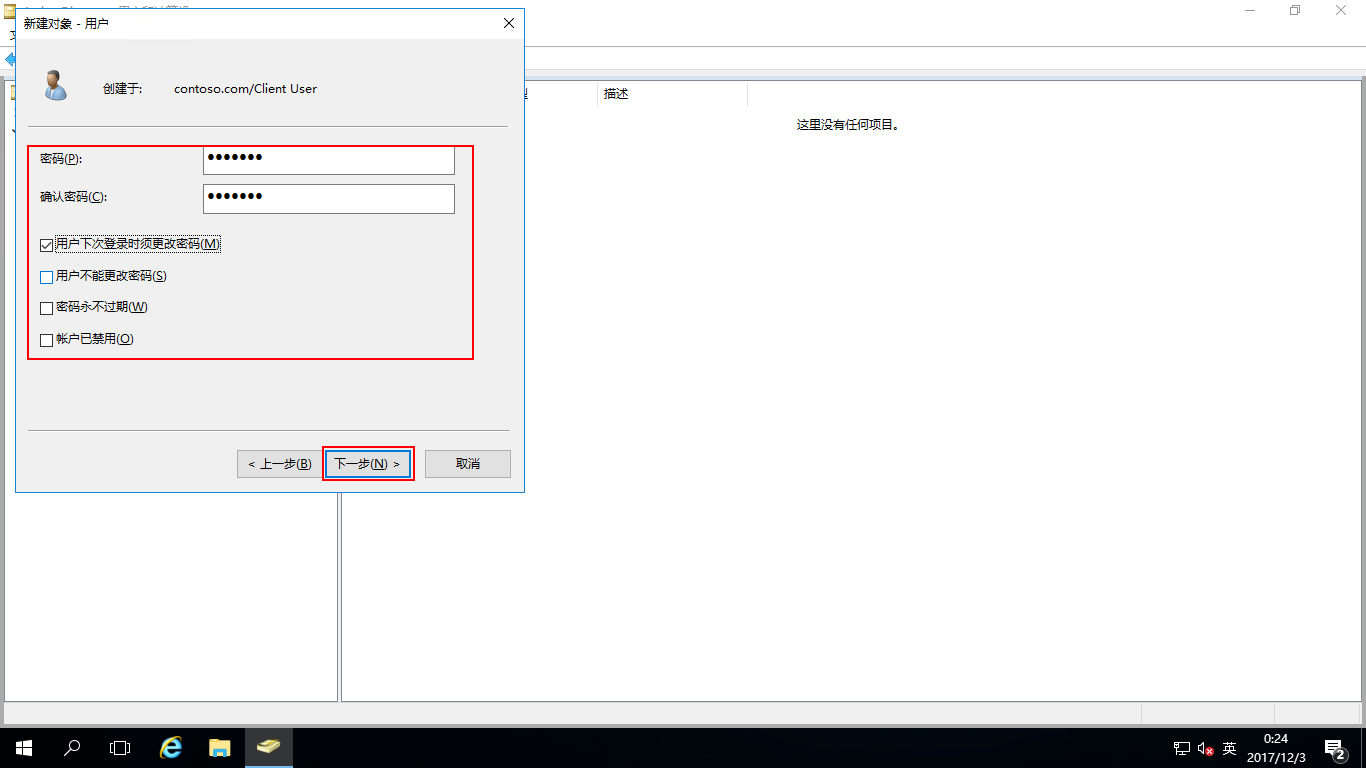 新建对象 - 用户
创建于: contoso.com/Client User
密码(P): •••••••
确认密码(C): •••••••
用户下次登录时须更改密码(M)
用户不能更改密码(S)
密码永不过期(W)
帐户已禁用(O)
< 上一步(B) 下一步(N) > 取消
描述
这里没有任何项目。
英
0:24
2017/12/3
2